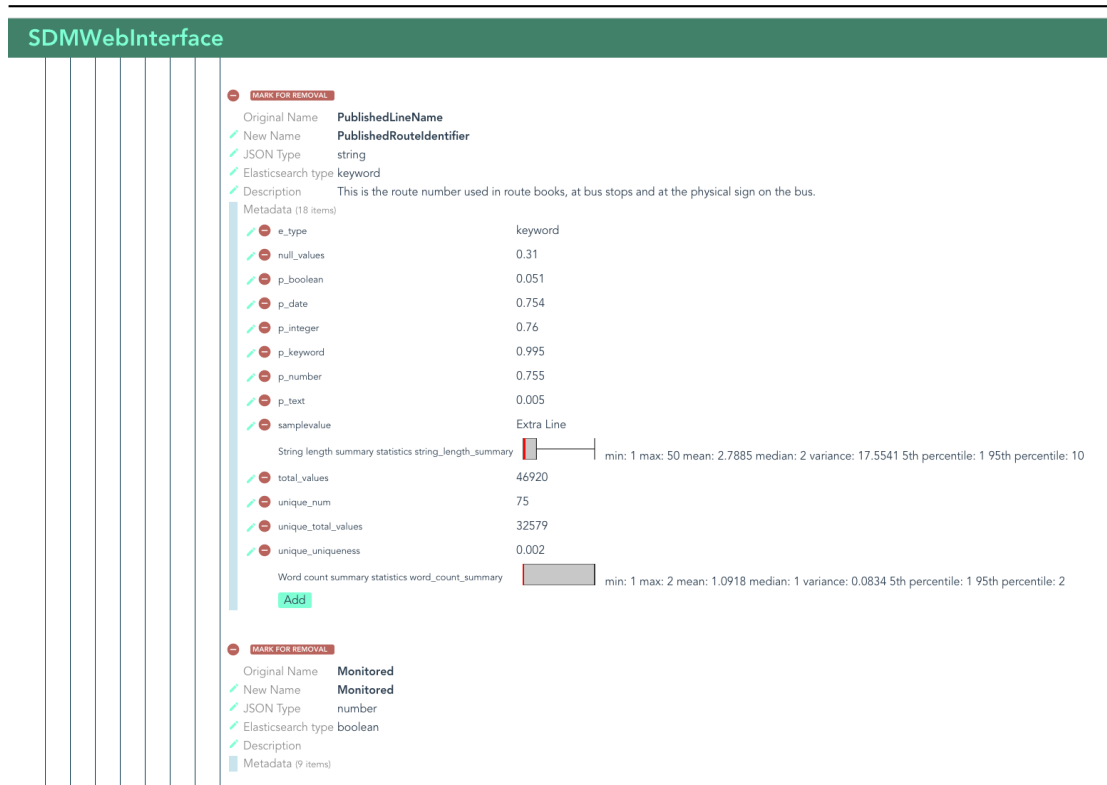 SDMWebInterface
MARK FOR REMOVAL
Original Name PublishedLineName
New Name PublishedRouteIdentifier
JSON Type string
Elasticsearch type keyword
Description This is the route number used in route books, at bus stops and at the physical sign on the bus.
Metadata (18 items)
e_type keyword
null_values 0.31
p_boolean 0.051
p_date 0.754
p_integer 0.76
p_keyword 0.995
p_number 0.755
p_text 0.005
samplevalue Extra Line
String length summary statistics string_length_summary min: 1 max: 50 mean: 2.7885 median: 2 variance: 17.5541 5th percentile: 1 95th percentile: 10
total_values 46920
unique_num 75
unique_total_values 32579
unique_uniqueness 0.002
Word count summary statistics word_count_summary min: 1 max: 2 mean: 1.0918 median: 1 variance: 0.0834 5th percentile: 1 95th percentile: 2
Add
MARK FOR REMOVAL
Original Name Monitored
New Name Monitored
JSON Type number
Elasticsearch type boolean
Description
Metadata (9 items)